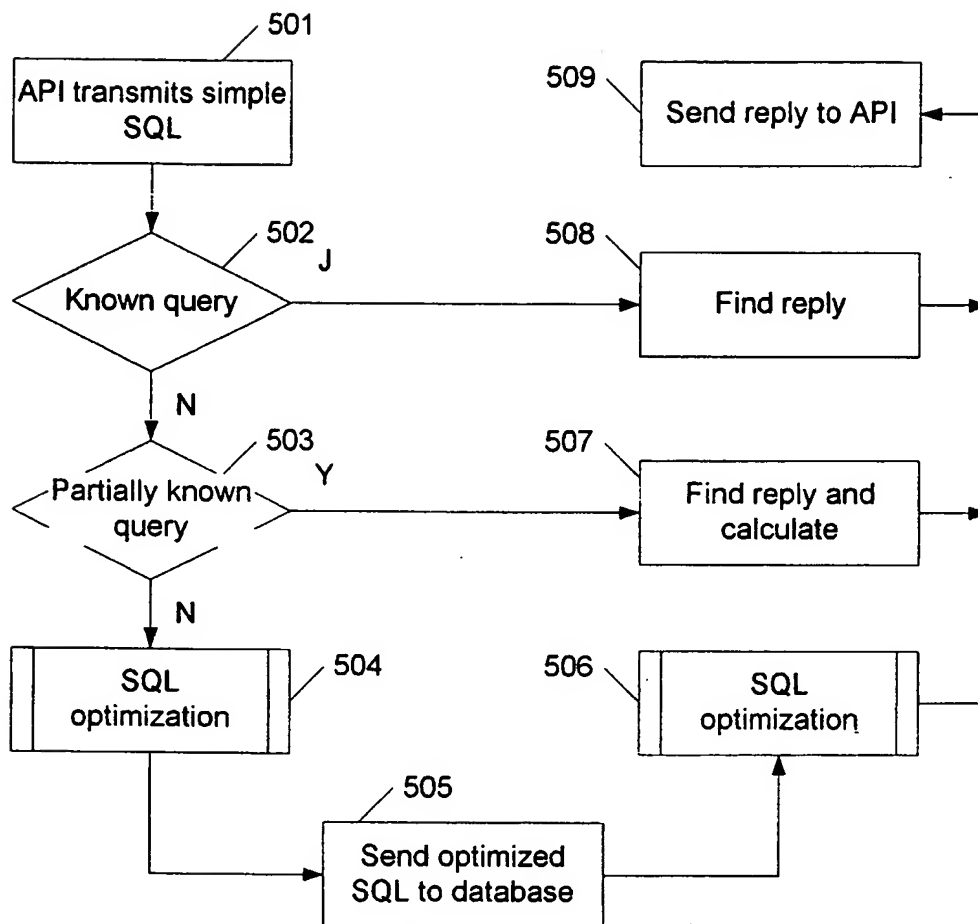 501
API transmits simple
SQL
509
Send reply to API
502
J
Known query
508
Find reply
N
503
Y
Partially known
query
507
Find reply and
calculate
N
SQL
optimization
504
506
SQL
optimization
505
Send optimized
SQL to database